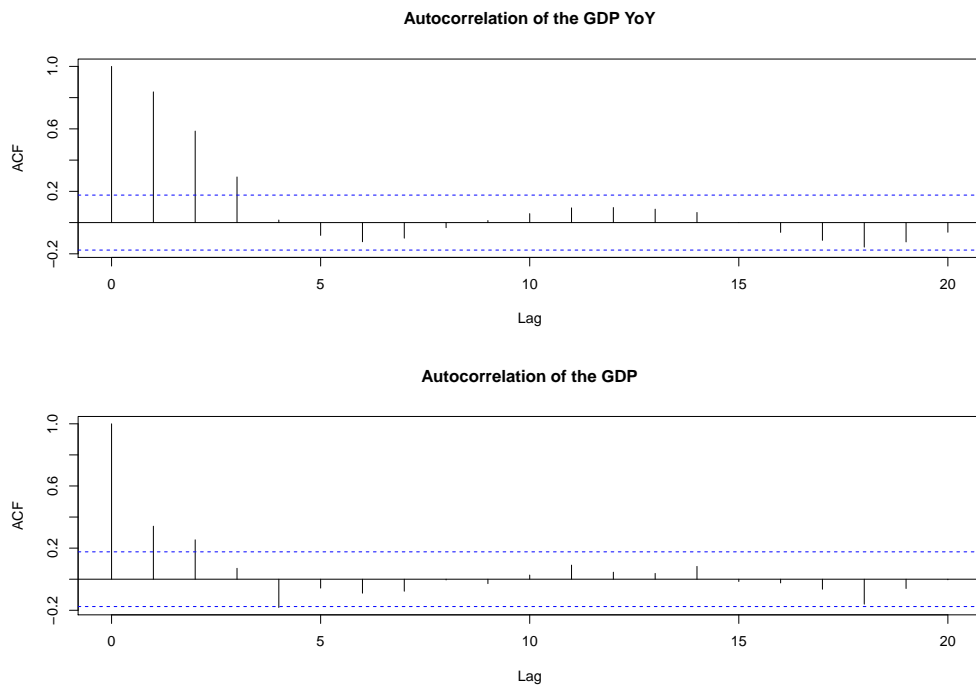 Autocorrelation of the GDP YoY
ACF
1.0
0.6
0.2
−0.2
0 5 10 15 20
Lag
Autocorrelation of the GDP
ACF
1.0
0.6
0.2
−0.2
0 5 10 15 20
Lag